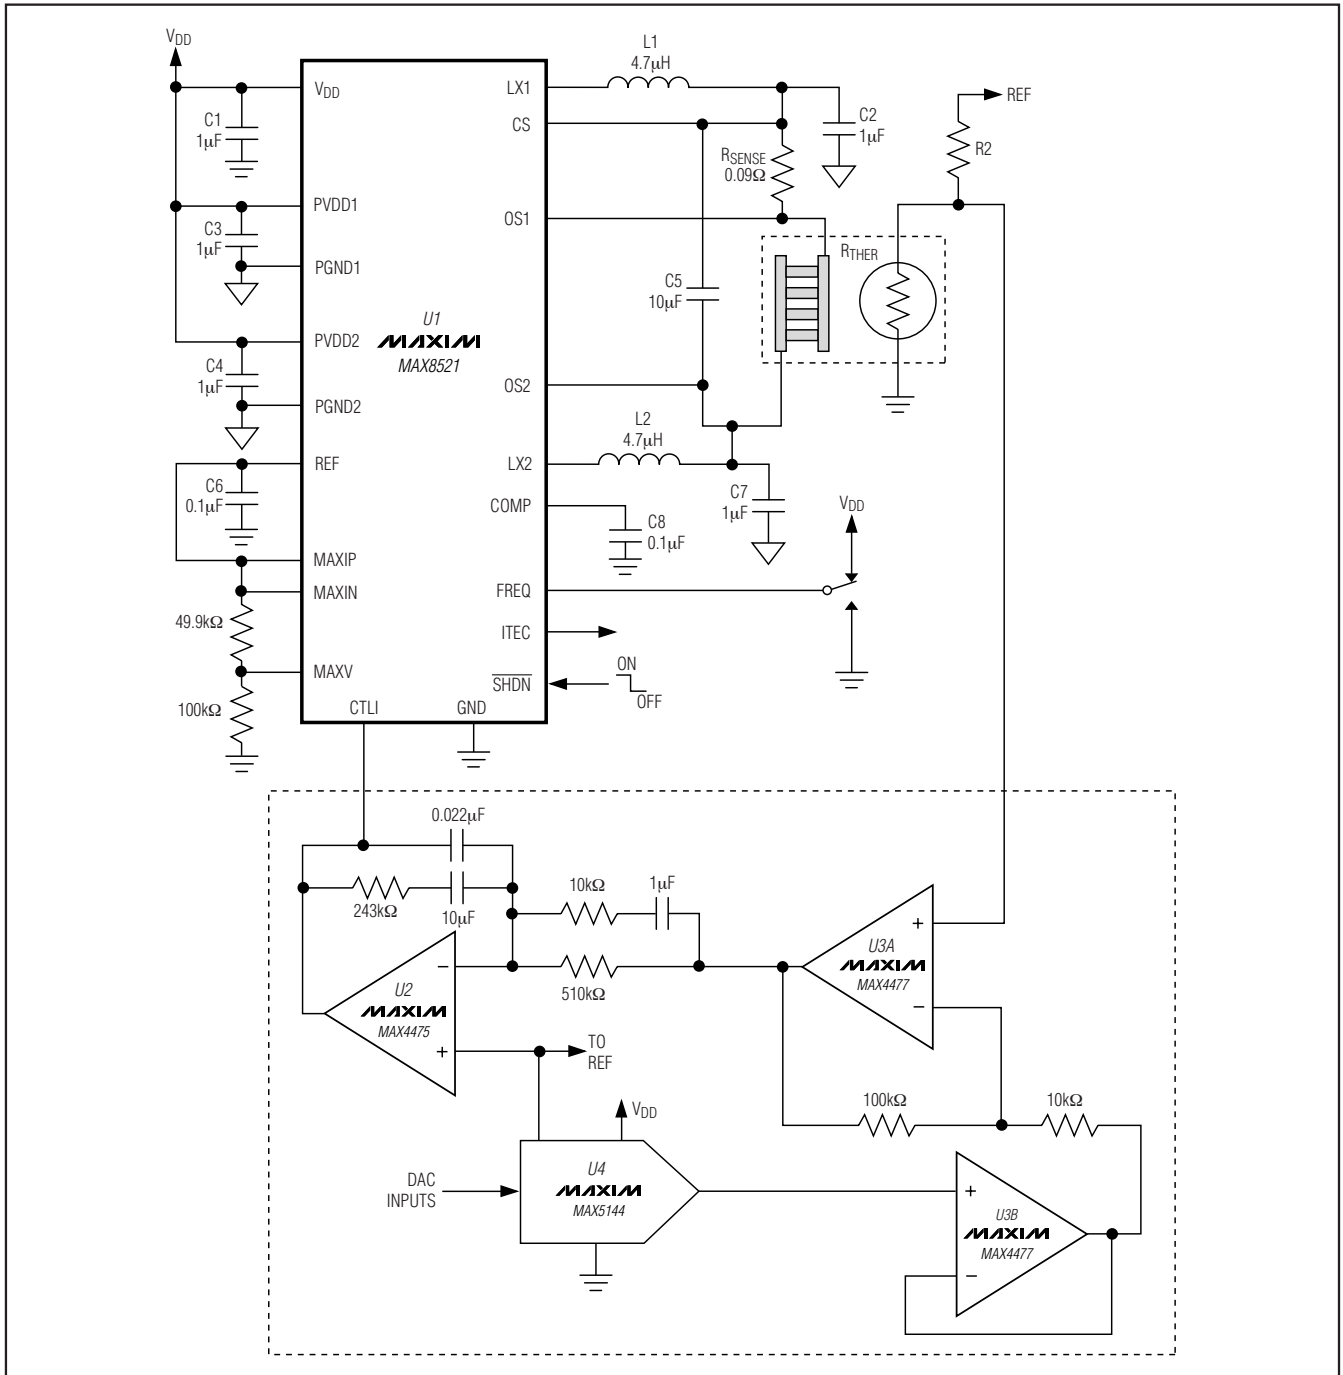 VDD
L1
4.7μH
VDD
LX1
REF
C1
1μF
CS
C2
1μF
R2
RSENSE
0.09Ω
PVDD1
OS1
C3
1μF
PGND1
RTHER
C5
10μF
U1
MAXIM
MAX8521
PVDD2
C4
1μF
OS2
PGND2
L2
4.7μH
REF
LX2
C6
0.1μF
C7
1μF
COMP
VDD
C8
0.1μF
MAXIP
MAXIN
FREQ
49.9kΩ
ITEC
ON
MAXV
SHDN
OFF
100kΩ
CTLI
GND
0.022μF
10kΩ
1μF
243kΩ
10μF
+
U3A
MAXIM
MAX4477
−
−
510kΩ
U2
MAXIM
MAX4475
+
TO
REF
100kΩ
10kΩ
VDD
DAC
INPUTS
U4
MAXIM
MAX5144
+
U3B
MAXIM
MAX4477
−